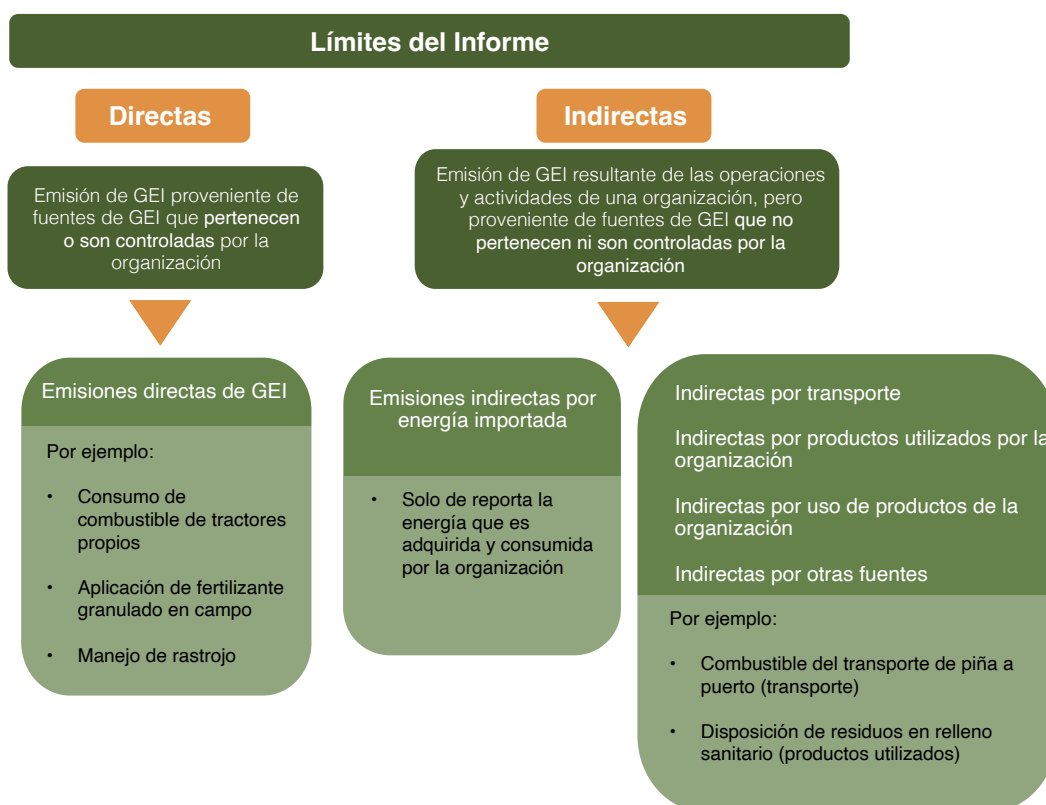 Límites del Informe
Directas
Emisión de GEI proveniente de
fuentes de GEI que pertenecen
o son controladas por la
organización
Emisiones directas de GEI
Por ejemplo:
• Consumo de
combustible de tractores
propios
• Aplicación de fertilizante
granulado en campo
• Manejo de rastrojo
Indirectas
Emisión de GEI resultante de las operaciones
y actividades de una organización, pero
proveniente de fuentes de GEI que no
pertenecen ni son controladas por la
organización
Emisiones indirectas por
energía importada
• Solo de reporta la
energía que es
adquirida y consumida
por la organización
Indirectas por transporte
Indirectas por productos utilizados por la
organización
Indirectas por uso de productos de la
organización
Indirectas por otras fuentes
Por ejemplo:
• Combustible del transporte de piña a
puerto (transporte)
• Disposición de residuos en relleno
sanitario (productos utilizados)